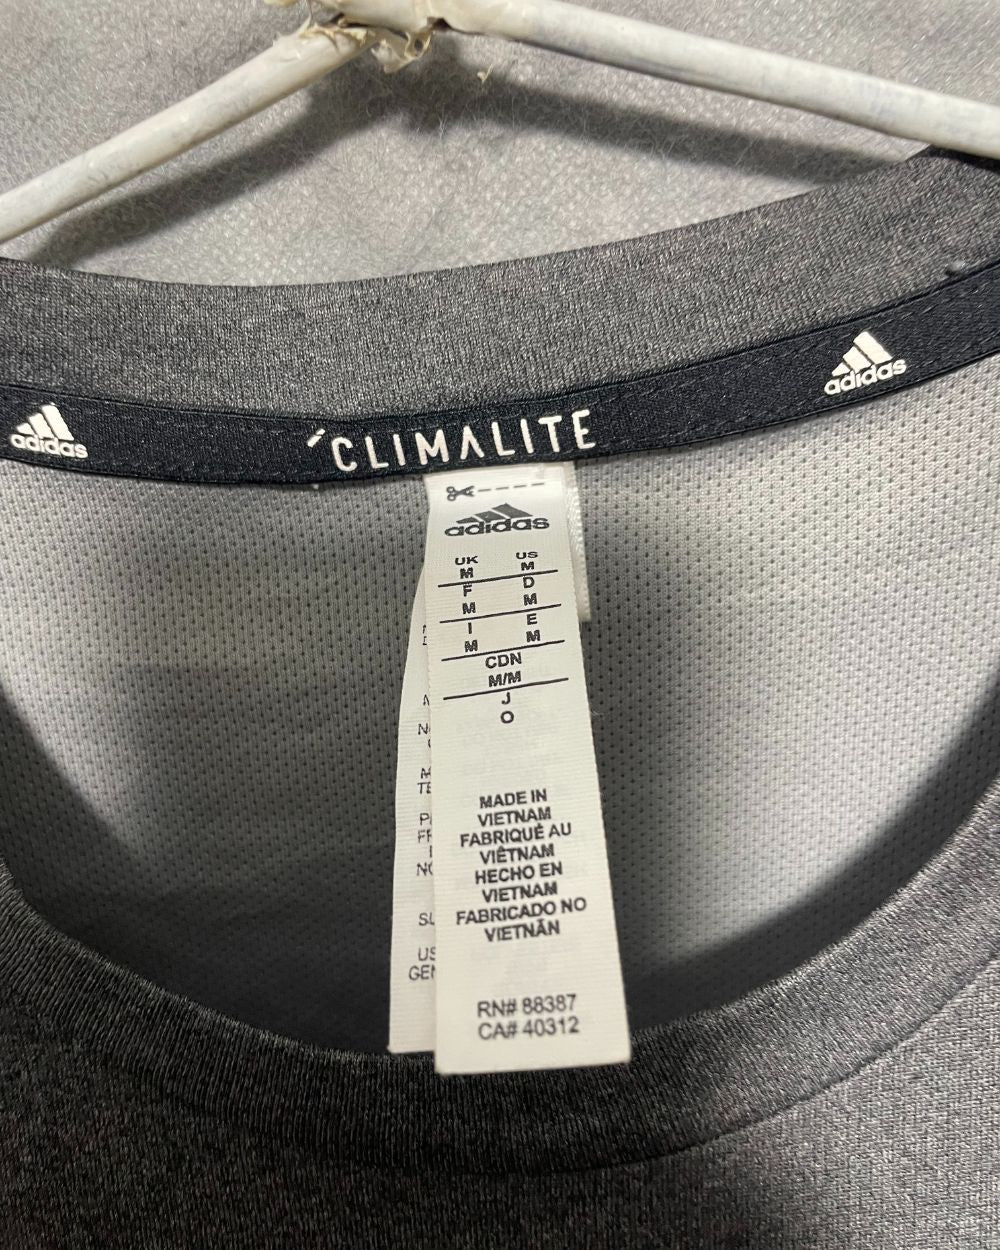 adidas
adidas
CLIMALITE
adidas
UK US
M M
F D
M M
I E
M M
CDN
M/M
J
O
MADE IN
VIETNAM
FABRIQUÉ AU
VIÊTNAM
HECHO EN
VIETNAM
FABRICADO NO
VIETNÃN
RN# 88387
CA# 40312